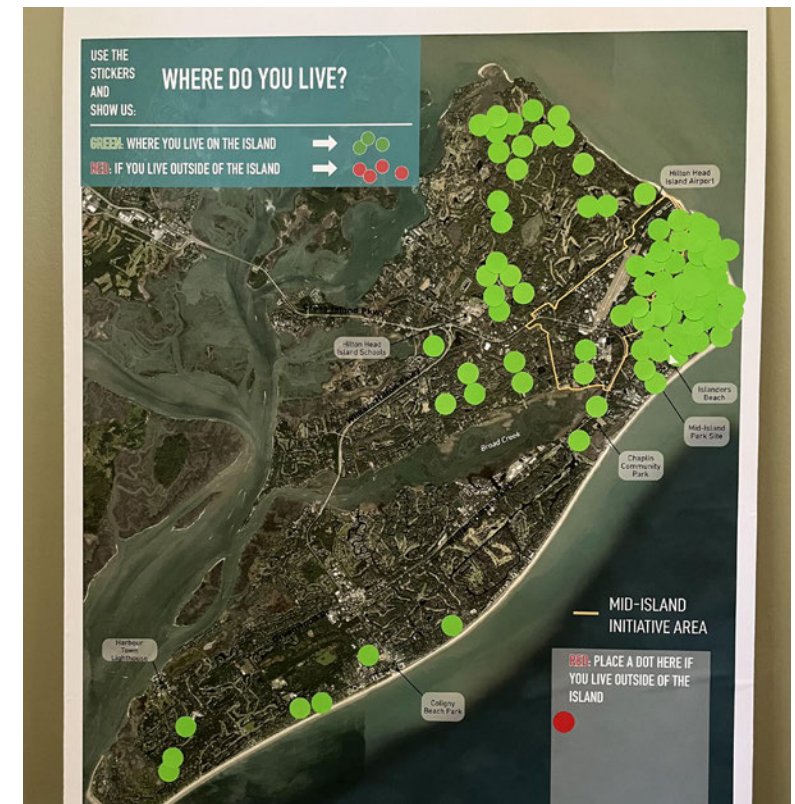 USE THE
STICKERS
AND
SHOW US:
WHERE DO YOU LIVE?
GREEN: WHERE YOU LIVE ON THE ISLAND
RED: IF YOU LIVE OUTSIDE OF THE ISLAND
Hilton Head
Island Airport
Hilton Head
Island Schools
Islanders
Beach
Mid-Island
Park Site
Broad Creek
Chaplin
Community
Park
MID-ISLAND
INITIATIVE AREA
Harbour
Town
Lighthouse
RED: PLACE A DOT HERE IF
YOU LIVE OUTSIDE OF THE
ISLAND
Coligny
Beach Park